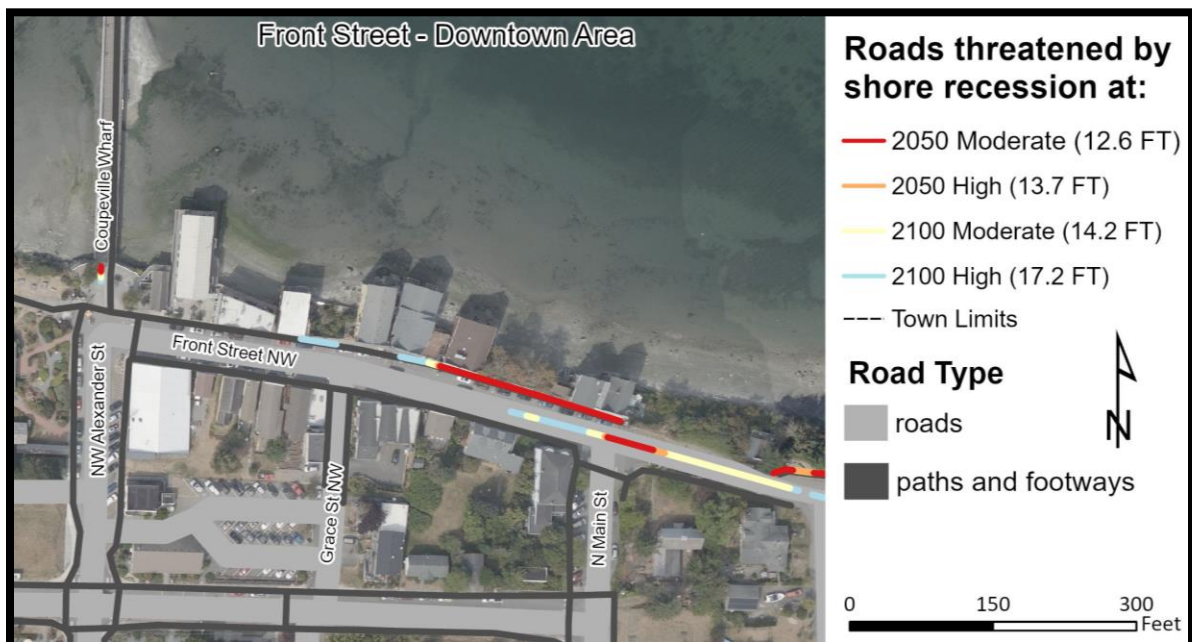 Front Street - Downtown Area
Coupeville Wharf
Front Street NW
NW Alexander St
Grace St NW
N Main St
Roads threatened by
shore recession at:
2050 Moderate (12.6 FT)
2050 High (13.7 FT)
2100 Moderate (14.2 FT)
2100 High (17.2 FT)
Town Limits
Road Type
N
roads
paths and footways
0 150 300
Feet